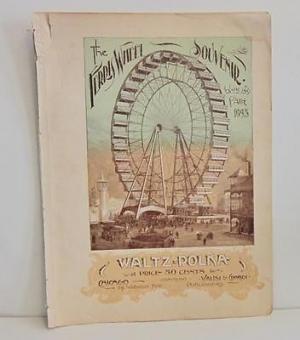 The
Ferris Wheel Souvenir
World's Fair
1893
Waltz & Polka
Price 50 Cents
Chicago